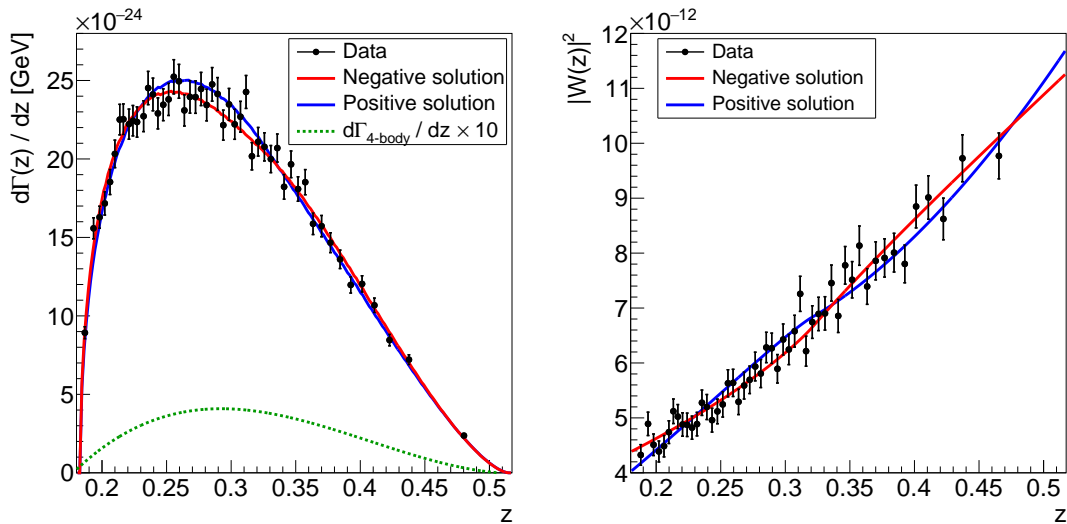 ×10⁻²⁴
dΓ(z) / dz [GeV]
25
20
15
10
5
0
0.2 0.25 0.3 0.35 0.4 0.45 0.5
z
Data
Negative solution
Positive solution
dΓ4-body / dz × 10
×10⁻¹²
|W(z)|²
12
11
10
9
8
7
6
5
4
0.2 0.25 0.3 0.35 0.4 0.45 0.5
z
Data
Negative solution
Positive solution